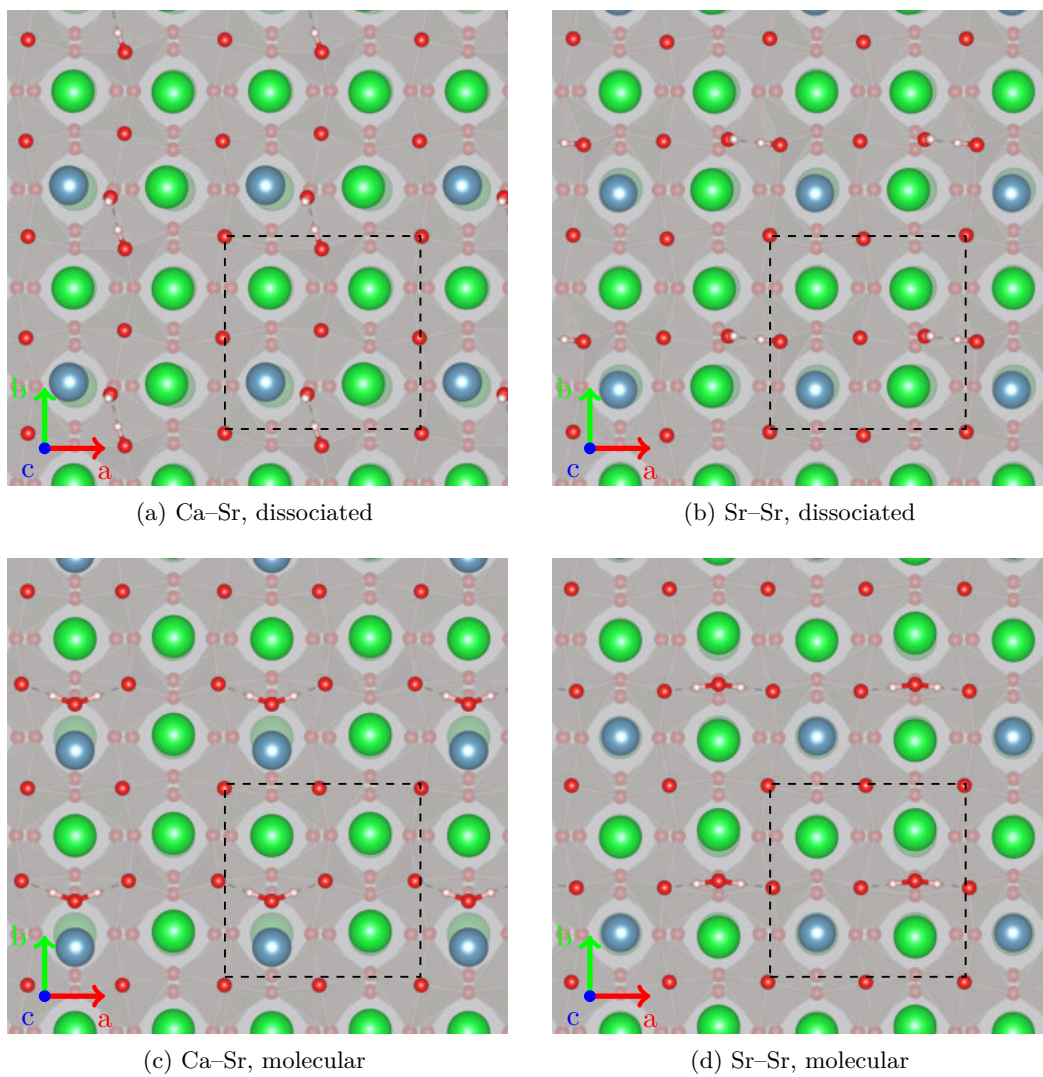 b
c
a
b
c
a
(a) Ca–Sr, dissociated
(b) Sr–Sr, dissociated
b
c
a
b
c
a
(c) Ca–Sr, molecular
(d) Sr–Sr, molecular